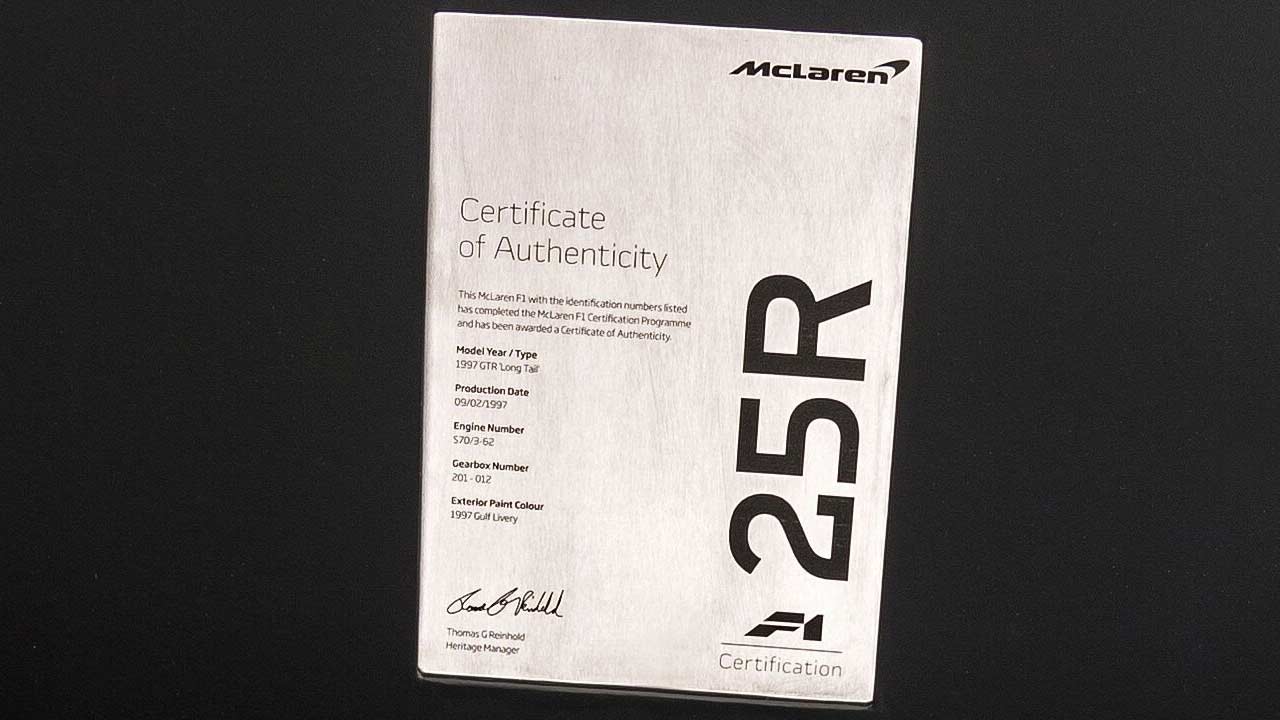 McLaren
Certificate
of Authenticity
This McLaren F1 with the identification numbers listed
has completed the McLaren F1 Certification Programme
and has been awarded a Certificate of Authenticity.
Model Year / Type
1997 GTR 'Long Tail'
Production Date
09/02/1997
Engine Number
S70/3-62
Gearbox Number
201 - 012
Exterior Paint Colour
1997 Gulf Livery
Thomas G Reinhold
Heritage Manager
25R
F1
Certification